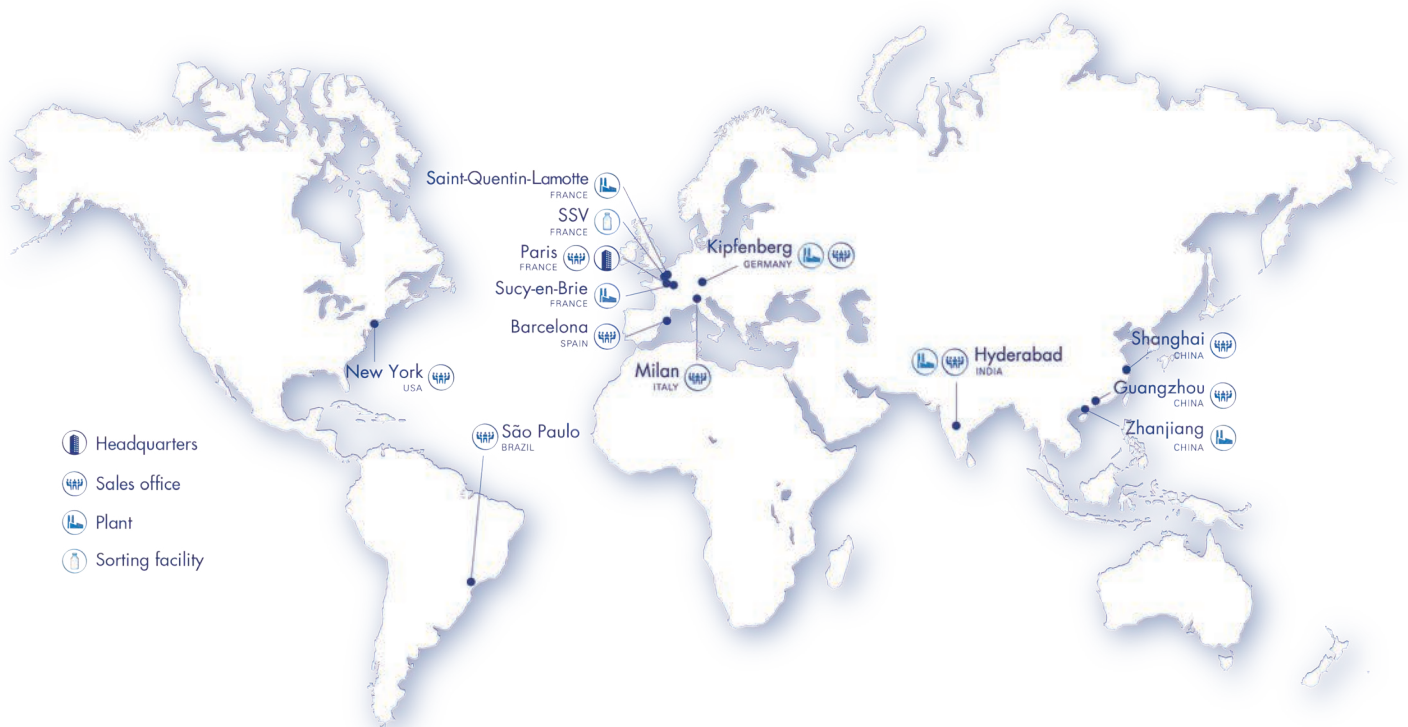 Saint-Quentin-Lamotte
FRANCE
SSV
FRANCE
Paris
FRANCE
Sucy-en-Brie
FRANCE
Barcelona
SPAIN
Kipfenberg
GERMANY
Milan
ITALY
New York
USA
São Paulo
BRAZIL
Hyderabad
INDIA
Shanghai
CHINA
Guangzhou
CHINA
Zhanjiang
CHINA
Headquarters
Sales office
Plant
Sorting facility